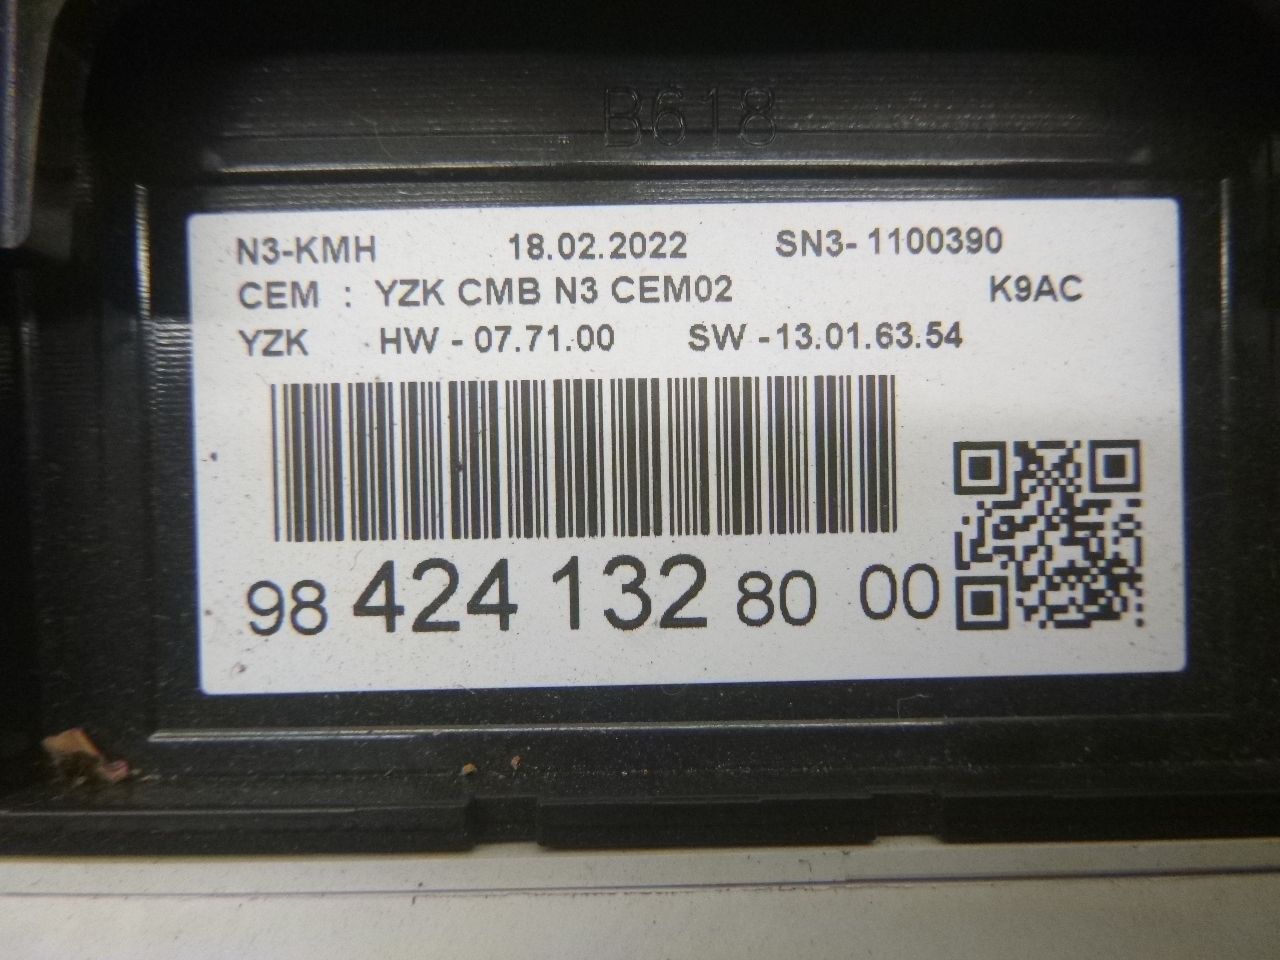 B618
N3-KMH 18.02.2022 SN3- 1100390
CEM : YZK CMB N3 CEM02 K9AC
YZK HW - 07.71.00 SW -13.01.63.54
98 424 132 80 00